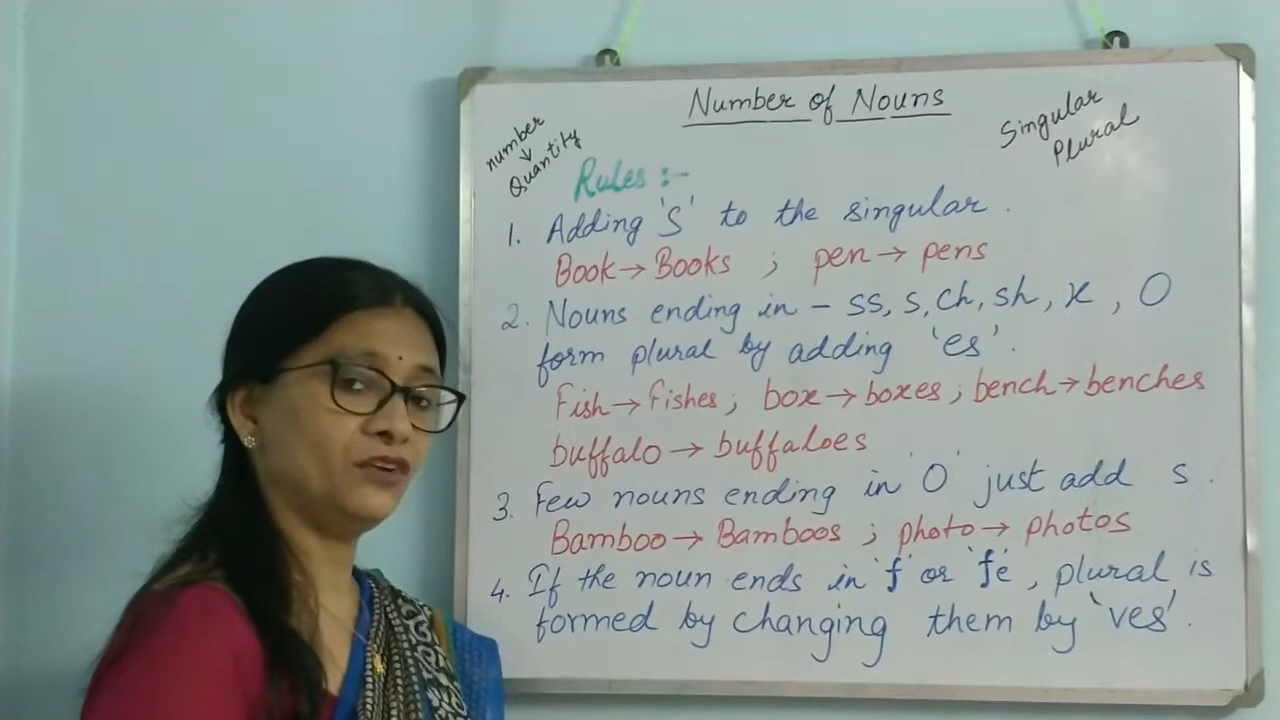 Number of Nouns
number
↓
Quantity
Singular
Plural
Rules :-
1. Adding 'S' to the singular.
Book → Books ; pen → pens
2. Nouns ending in - ss, s, ch, sh, x, O
form plural by adding 'es'.
Fish → Fishes; box → boxes; bench → benches
buffalo → buffaloes
3. Few nouns ending in 'O' just add s.
Bamboo → Bamboos ; photo → photos
4. If the noun ends in 'f' or 'fe', plural is
formed by changing them by 'ves'.